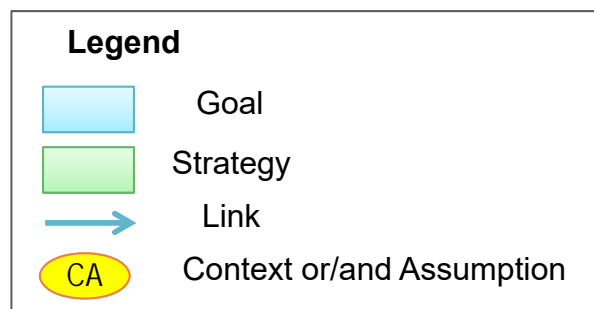 Legend
Goal
Strategy
Link
CA Context or/and Assumption